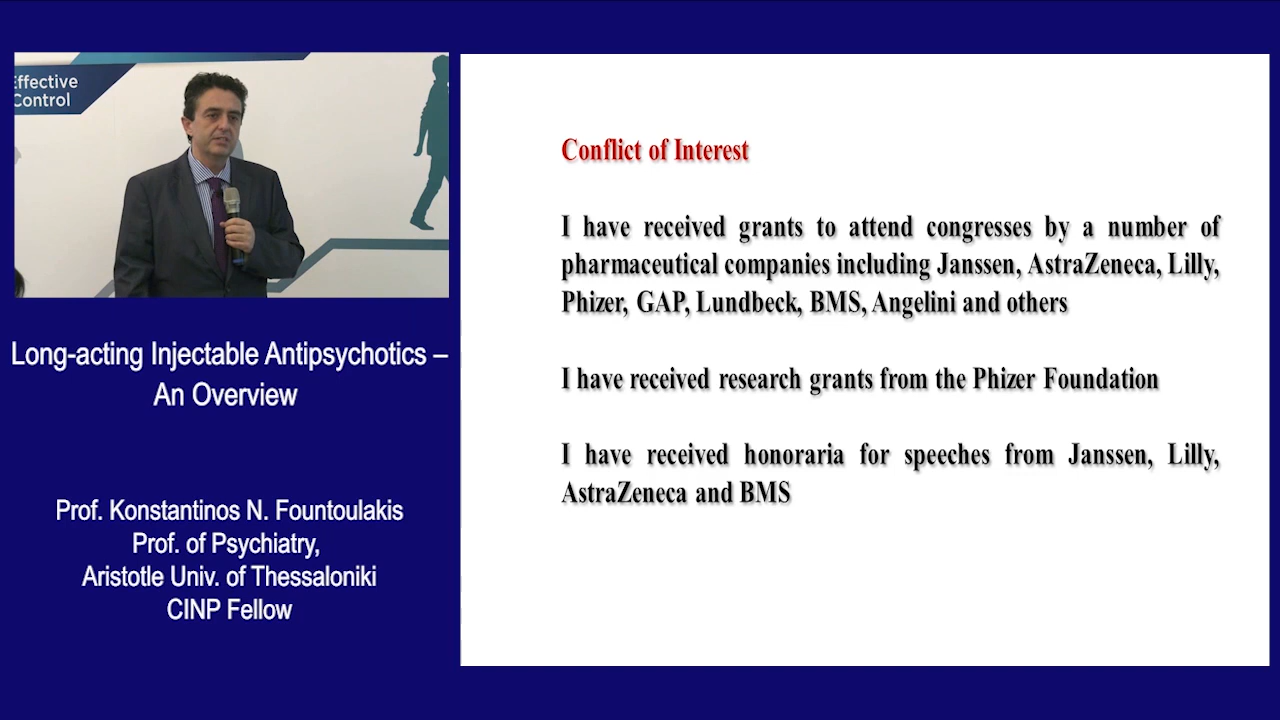 Effective
Control
Long-acting Injectable Antipsychotics –
An Overview
Prof. Konstantinos N. Fountoulakis
Prof. of Psychiatry,
Aristotle Univ. of Thessaloniki
CINP Fellow
Conflict of Interest
I have received grants to attend congresses by a number of
pharmaceutical companies including Janssen, AstraZeneca, Lilly,
Phizer, GAP, Lundbeck, BMS, Angelini and others
I have received research grants from the Phizer Foundation
I have received honoraria for speeches from Janssen, Lilly,
AstraZeneca and BMS